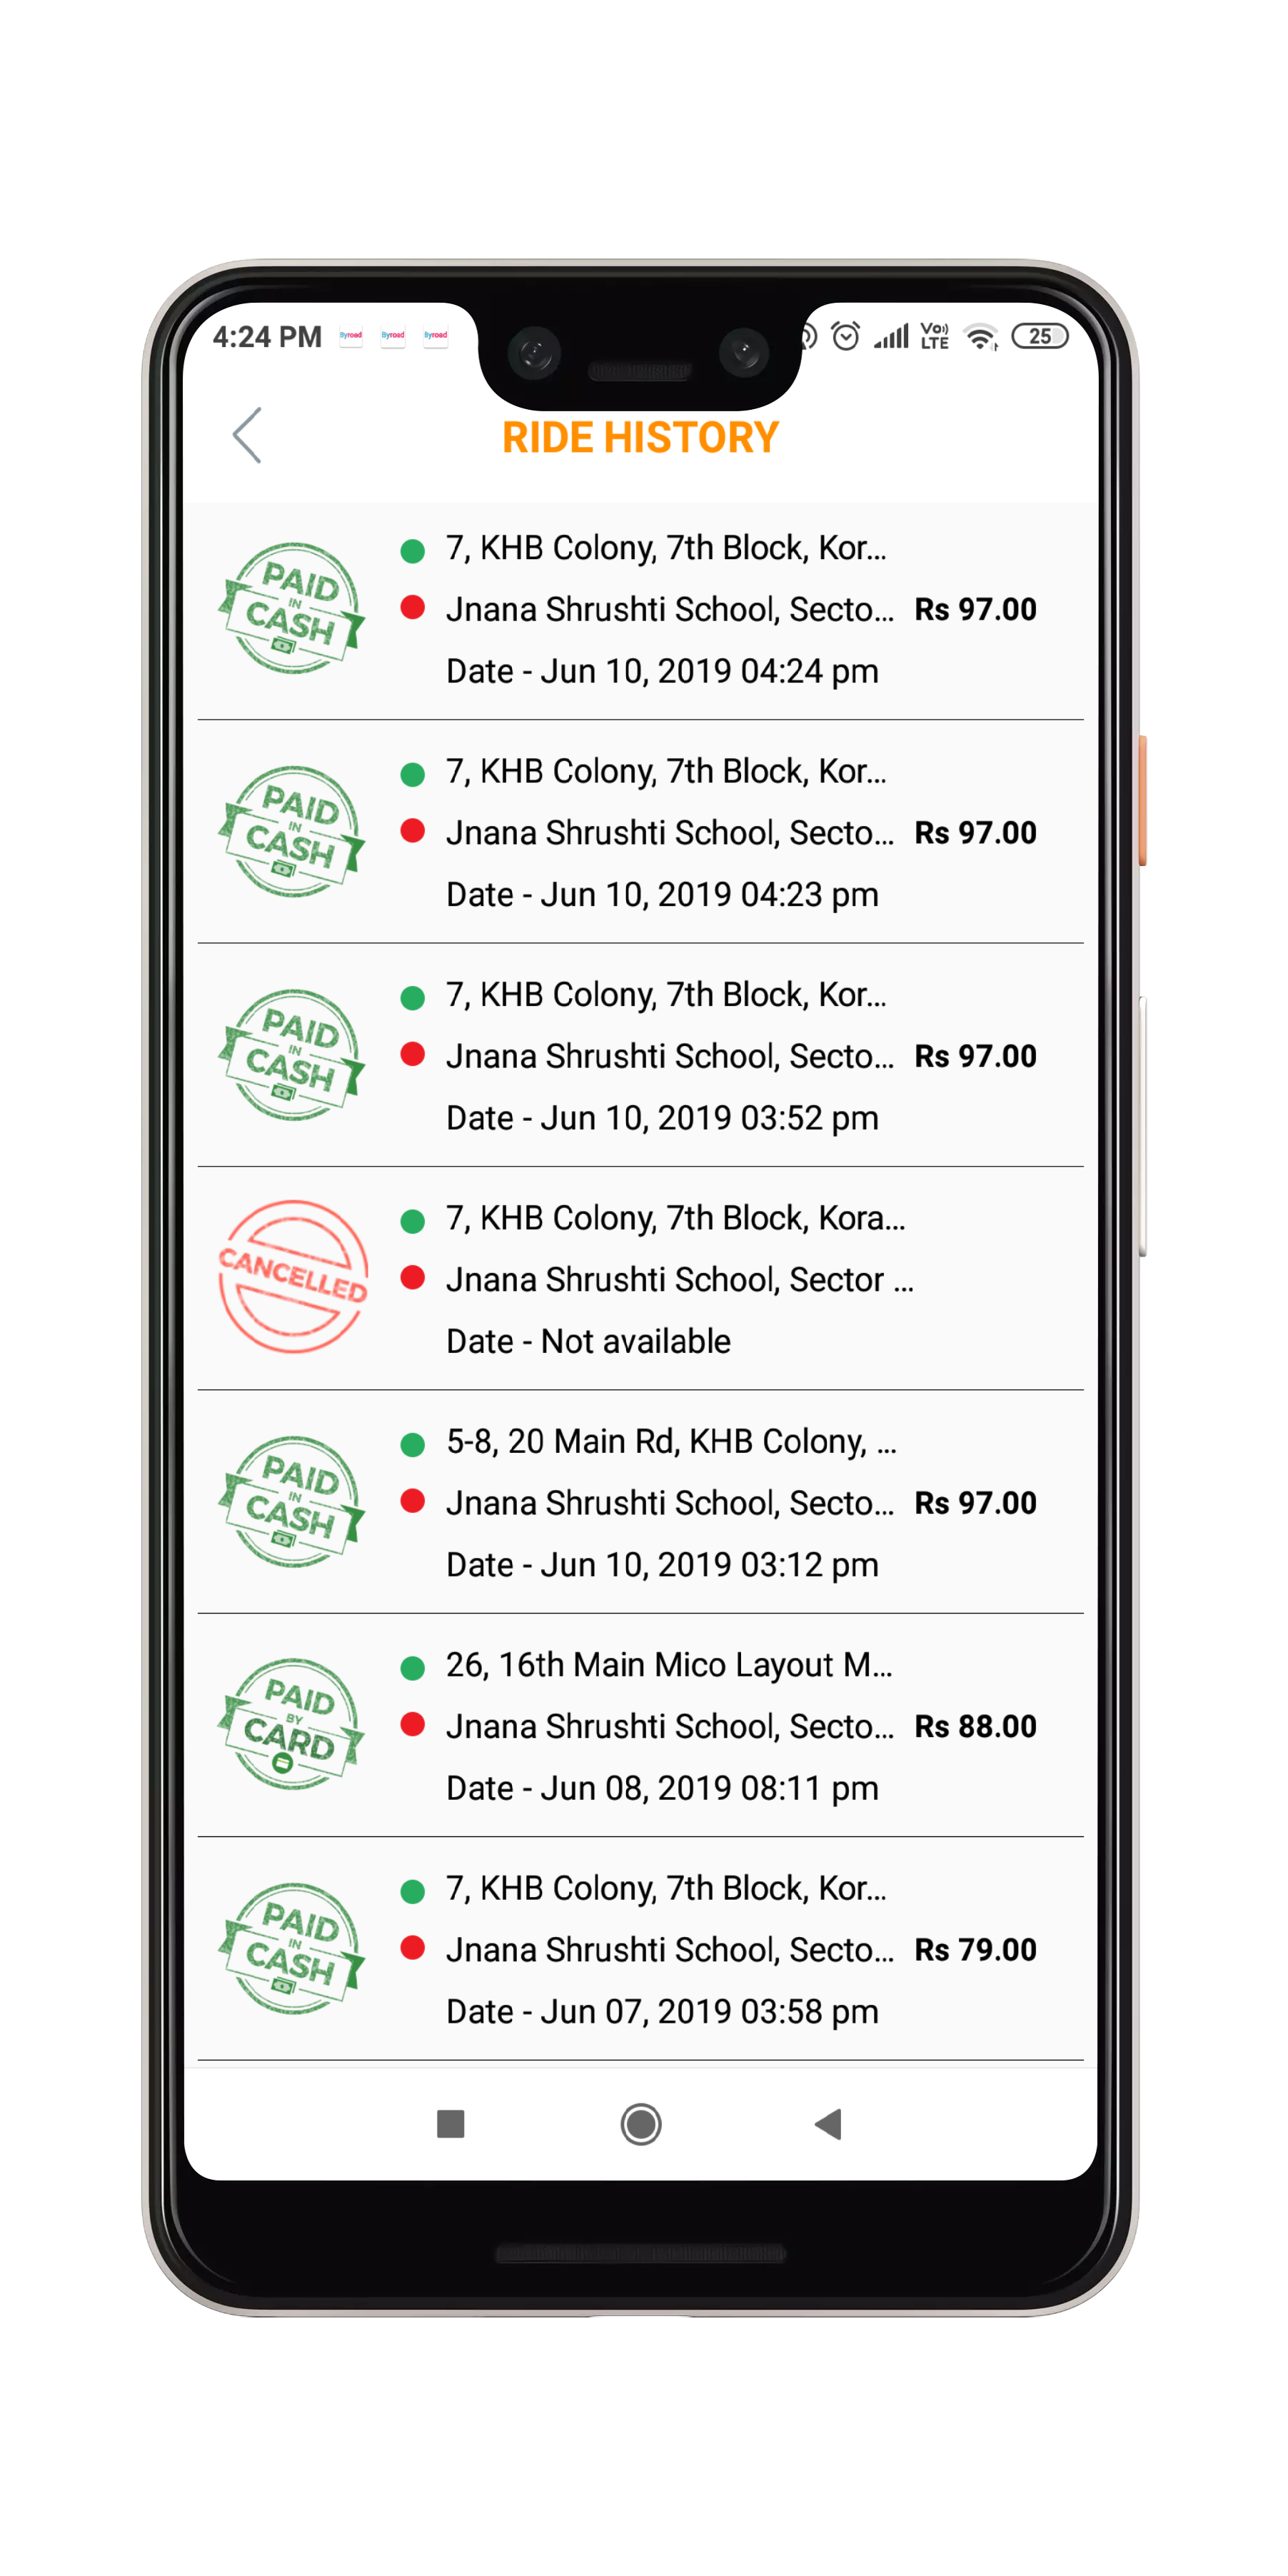 4:24 PM
Byroad
Byroad
Byroad
Vo))
LTE
25
RIDE HISTORY
PAID
IN
CASH
7, KHB Colony, 7th Block, Kor...
Jnana Shrushti School, Secto...
Rs 97.00
Date - Jun 10, 2019 04:24 pm
PAID
IN
CASH
7, KHB Colony, 7th Block, Kor...
Jnana Shrushti School, Secto...
Rs 97.00
Date - Jun 10, 2019 04:23 pm
PAID
IN
CASH
7, KHB Colony, 7th Block, Kor...
Jnana Shrushti School, Secto...
Rs 97.00
Date - Jun 10, 2019 03:52 pm
CANCELLED
7, KHB Colony, 7th Block, Kora...
Jnana Shrushti School, Sector ...
Date - Not available
PAID
IN
CASH
5-8, 20 Main Rd, KHB Colony, ...
Jnana Shrushti School, Secto...
Rs 97.00
Date - Jun 10, 2019 03:12 pm
PAID
BY
CARD
26, 16th Main Mico Layout M...
Jnana Shrushti School, Secto...
Rs 88.00
Date - Jun 08, 2019 08:11 pm
PAID
IN
CASH
7, KHB Colony, 7th Block, Kor...
Jnana Shrushti School, Secto...
Rs 79.00
Date - Jun 07, 2019 03:58 pm